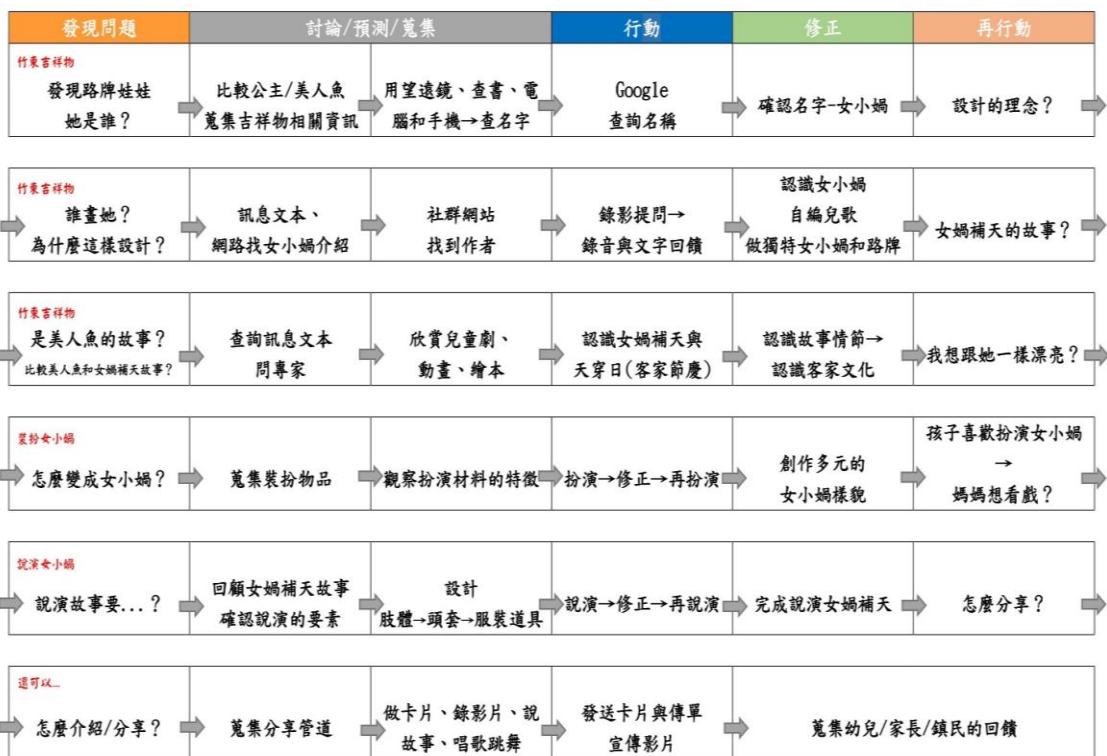 發現問題
討論/預測/蒐集
行動
修正
再行動
竹東吉祥物
發現路牌娃娃
她是誰？
比較公主/美人魚
蒐集吉祥物相關資訊
用望遠鏡、查書、電
腦和手機→查名字
Google
查詢名稱
確認名字-女小媧
設計的理念？
竹東吉祥物
誰畫她？
為什麼這樣設計？
訊息文本、
網路找女小媧介紹
社群網站
找到作者
錄影提問→
錄音與文字回饋
認識女小媧
自編兒歌
做獨特女小媧和路牌
女媧補天的故事？
竹東吉祥物
是美人魚的故事？
比較美人魚和女媧補天故事？
查詢訊息文本
問專家
欣賞兒童劇、
動畫、繪本
認識女媧補天與
天穿日(客家節慶)
認識故事情節→
認識客家文化
我想跟她一樣漂亮？
裝扮女小媧
怎麼變成女小媧？
蒐集裝扮物品
觀察扮演材料的特徵
扮演→修正→再扮演
創作多元的
女小媧樣貌
孩子喜歡扮演女小媧
→
媽媽想看戲？
說演女小媧
說演故事要...？
回顧女媧補天故事
確認說演的要素
設計
肢體→頭套→服裝道具
說演→修正→再說演
完成說演女媧補天
怎麼分享？
還可以...
怎麼介紹/分享？
蒐集分享管道
做卡片、錄影片、說
故事、唱歌跳舞
發送卡片與傳單
宣傳影片
蒐集幼兒/家長/鎮民的回饋